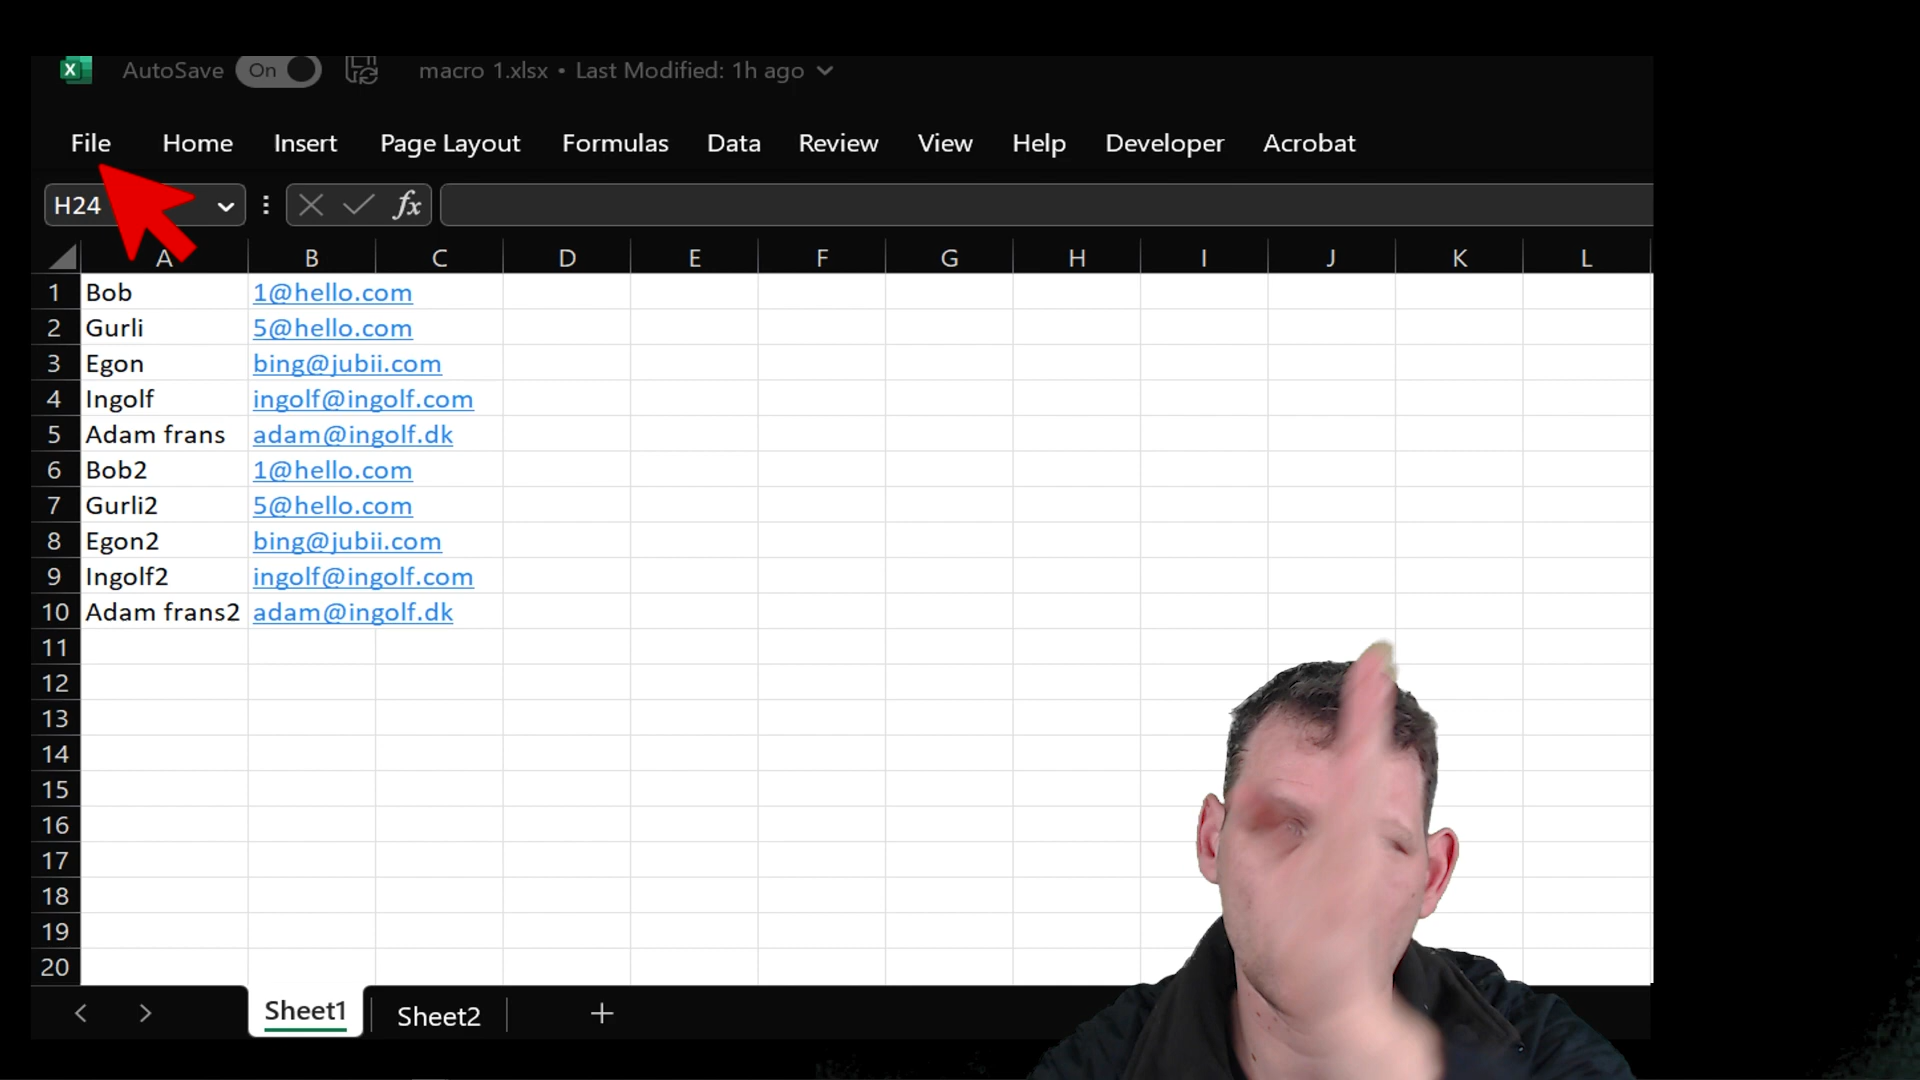 AutoSave On macro 1.xlsx • Last Modified: 1h ago
File Home Insert Page Layout Formulas Data Review View Help Developer Acrobat
H24 fx
A B C D E F G H I J K L
1 Bob 1@hello.com
2 Gurli 5@hello.com
3 Egon bing@jubii.com
4 Ingolf ingolf@ingolf.com
5 Adam frans adam@ingolf.dk
6 Bob2 1@hello.com
7 Gurli2 5@hello.com
8 Egon2 bing@jubii.com
9 Ingolf2 ingolf@ingolf.com
10 Adam frans2 adam@ingolf.dk
11
12
13
14
15
16
17
18
19
20
Sheet1 Sheet2